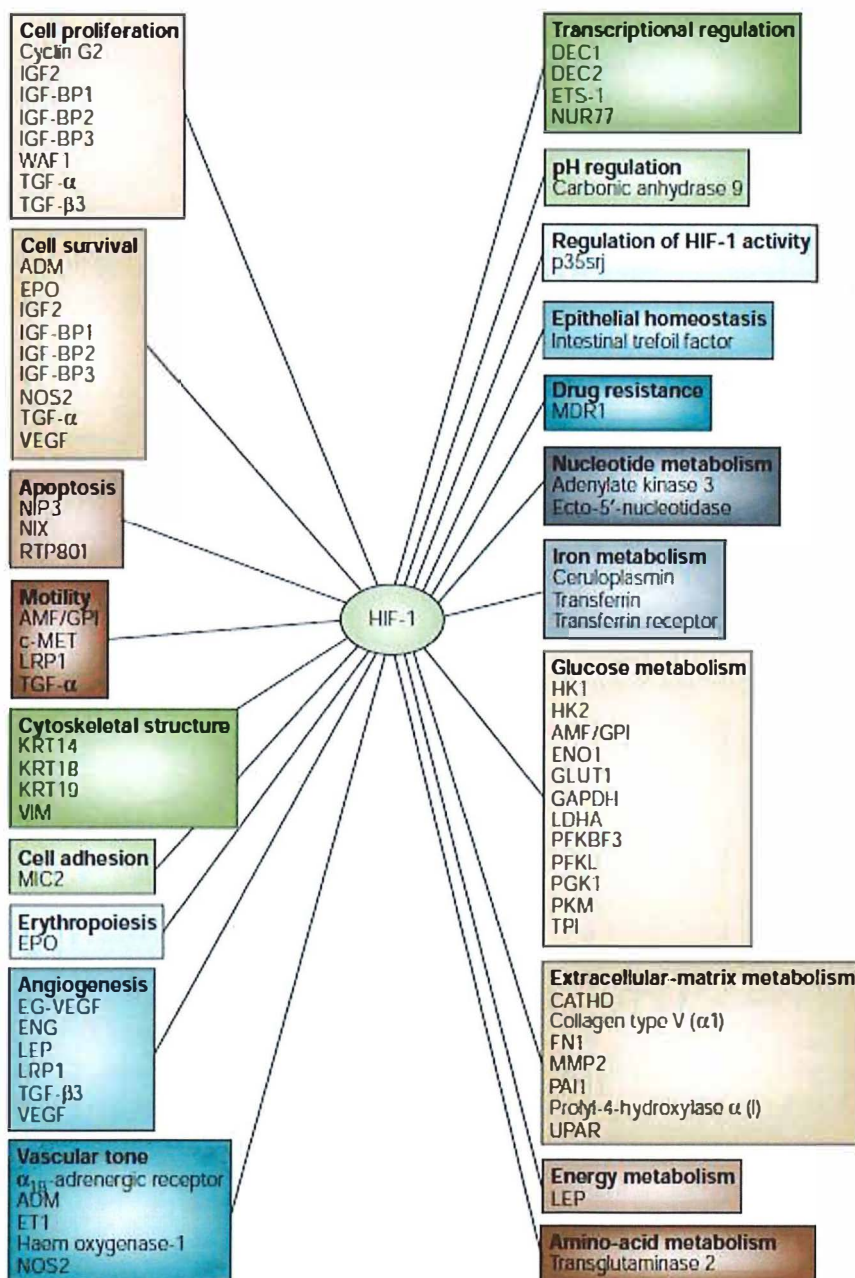 Cell proliferation
Cyclin G2
IGF2
IGF-BP1
IGF-BP2
IGF-BP3
WAF1
TGF-α
TGF-β3
Cell survival
ADM
EPO
IGF2
IGF-BP1
IGF-BP2
IGF-BP3
NOS2
TGF-α
VEGF
Apoptosis
NIP3
NIX
RTP801
Motility
AMF/GPI
c-MET
LRP1
TGF-α
Cytoskeletal structure
KRT14
KRT18
KRT19
VIM
Cell adhesion
MIC2
Erythropoiesis
EPO
Angiogenesis
EG-VEGF
ENG
LEP
LRP1
TGF-β3
VEGF
Vascular tone
α1B-adrenergic receptor
ADM
ET1
Haem oxygenase-1
NOS2
HIF-1
Transcriptional regulation
DEC1
DEC2
ETS-1
NUR77
pH regulation
Carbonic anhydrase 9
Regulation of HIF-1 activity
p35srj
Epithelial homeostasis
Intestinal trefoil factor
Drug resistance
MDR1
Nucleotide metabolism
Adenylate kinase 3
Ecto-5′-nucleotidase
Iron metabolism
Ceruloplasmin
Transferrin
Transferrin receptor
Glucose metabolism
HK1
HK2
AMF/GPI
ENO1
GLUT1
GAPDH
LDHA
PFKBF3
PFKL
PGK1
PKM
TPI
Extracellular-matrix metabolism
CATHD
Collagen type V (α1)
FN1
MMP2
PAI1
Prolyl-4-hydroxylase α (I)
UPAR
Energy metabolism
LEP
Amino-acid metabolism
Transglutaminase 2